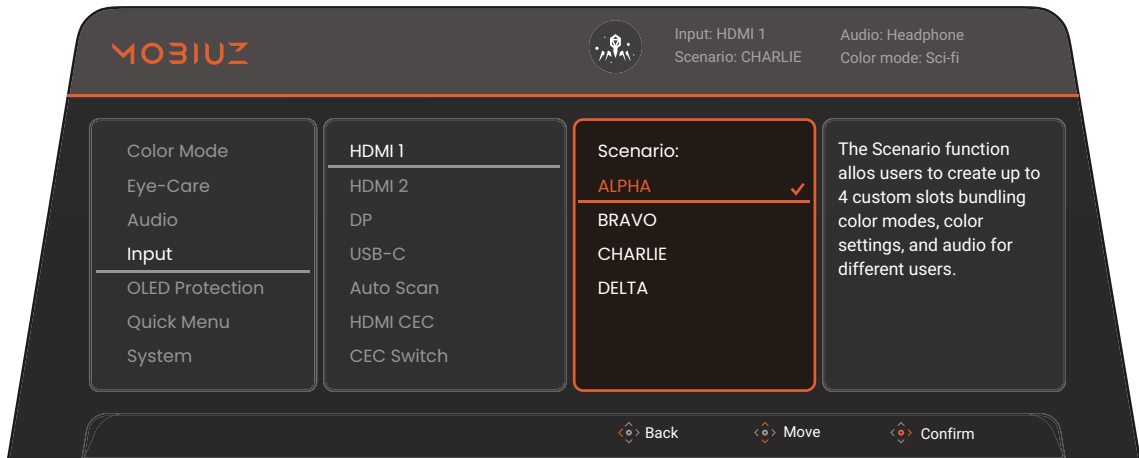 MOBIUZ
Input: HDMI 1
Scenario: CHARLIE
Audio: Headphone
Color mode: Sci-fi
Color Mode
Eye-Care
Audio
Input
OLED Protection
Quick Menu
System
HDMI 1
HDMI 2
DP
USB-C
Auto Scan
HDMI CEC
CEC Switch
Scenario:
ALPHA
BRAVO
CHARLIE
DELTA
The Scenario function
allos users to create up to
4 custom slots bundling
color modes, color
settings, and audio for
different users.
Back
Move
Confirm